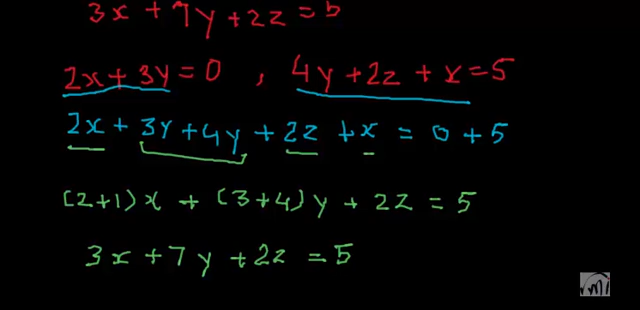 3x + 7y + 2z = 5
2x + 3y = 0 , 4y + 2z + x = 5
2x + 3y + 4y + 2z + x = 0 + 5
(2+1)x + (3+4)y + 2z = 5
3x + 7y + 2z = 5